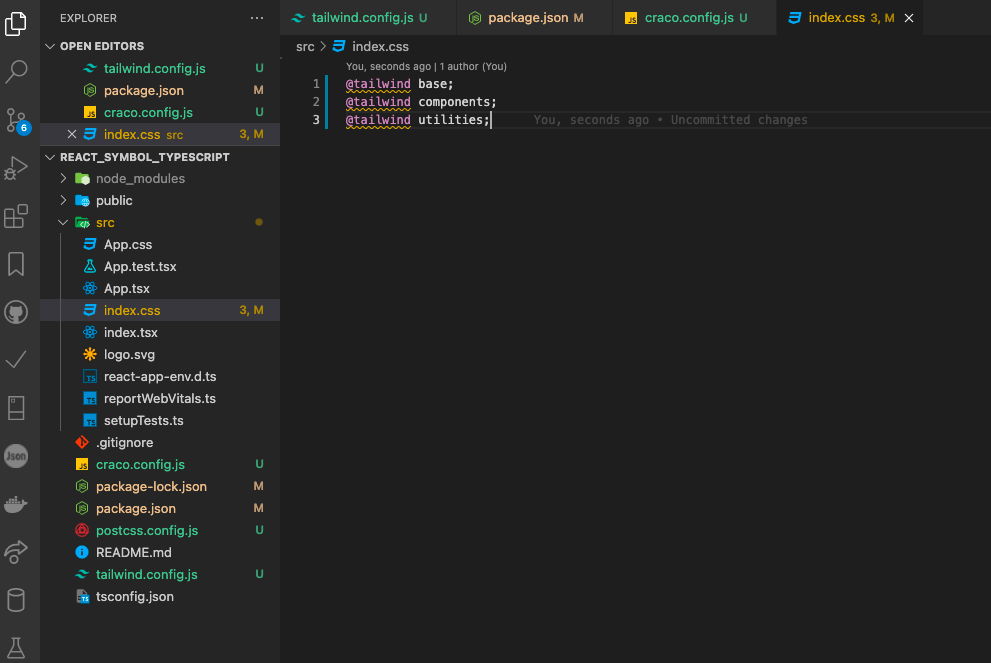 EXPLORER
OPEN EDITORS
tailwind.config.js U
package.json M
craco.config.js U
index.css src 3, M
REACT_SYMBOL_TYPESCRIPT
node_modules
public
src
App.css
App.test.tsx
App.tsx
index.css 3, M
index.tsx
logo.svg
react-app-env.d.ts
reportWebVitals.ts
setupTests.ts
.gitignore
craco.config.js U
package-lock.json M
package.json M
postcss.config.js U
README.md
tailwind.config.js U
tsconfig.json
6
Json
tailwind.config.js U package.json M craco.config.js U index.css 3, M
src > index.css
You, seconds ago | 1 author (You)
1 @tailwind base;
2 @tailwind components;
3 @tailwind utilities; You, seconds ago • Uncommitted changes